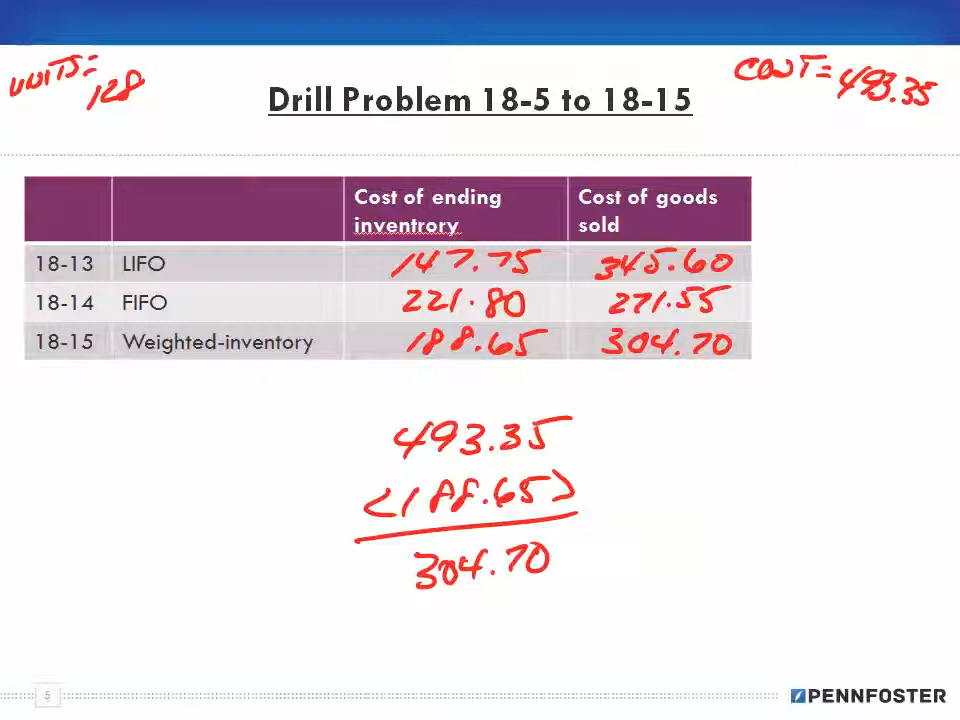 UNITS =
128
COST = 493.35
Drill Problem 18-5 to 18-15
Cost of ending inventrory
Cost of goods sold
18-13 LIFO 147.75 345.60
18-14 FIFO 221.80 271.55
18-15 Weighted-inventory 188.65 304.70
493.35
<188.65>
304.70
5
PENNFOSTER